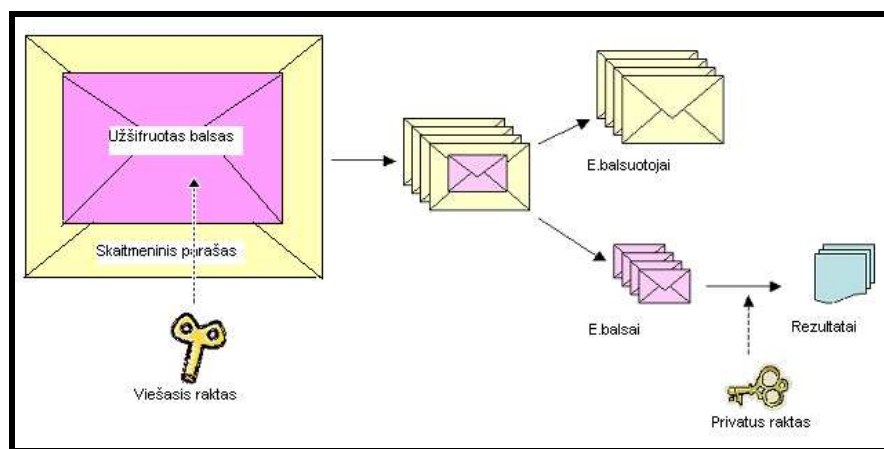 Užšifruotas balsas
Skaitmeninis parašas
Viešasis raktas
E.balsuotojai
E.balsai
Rezultatai
Privatus raktas